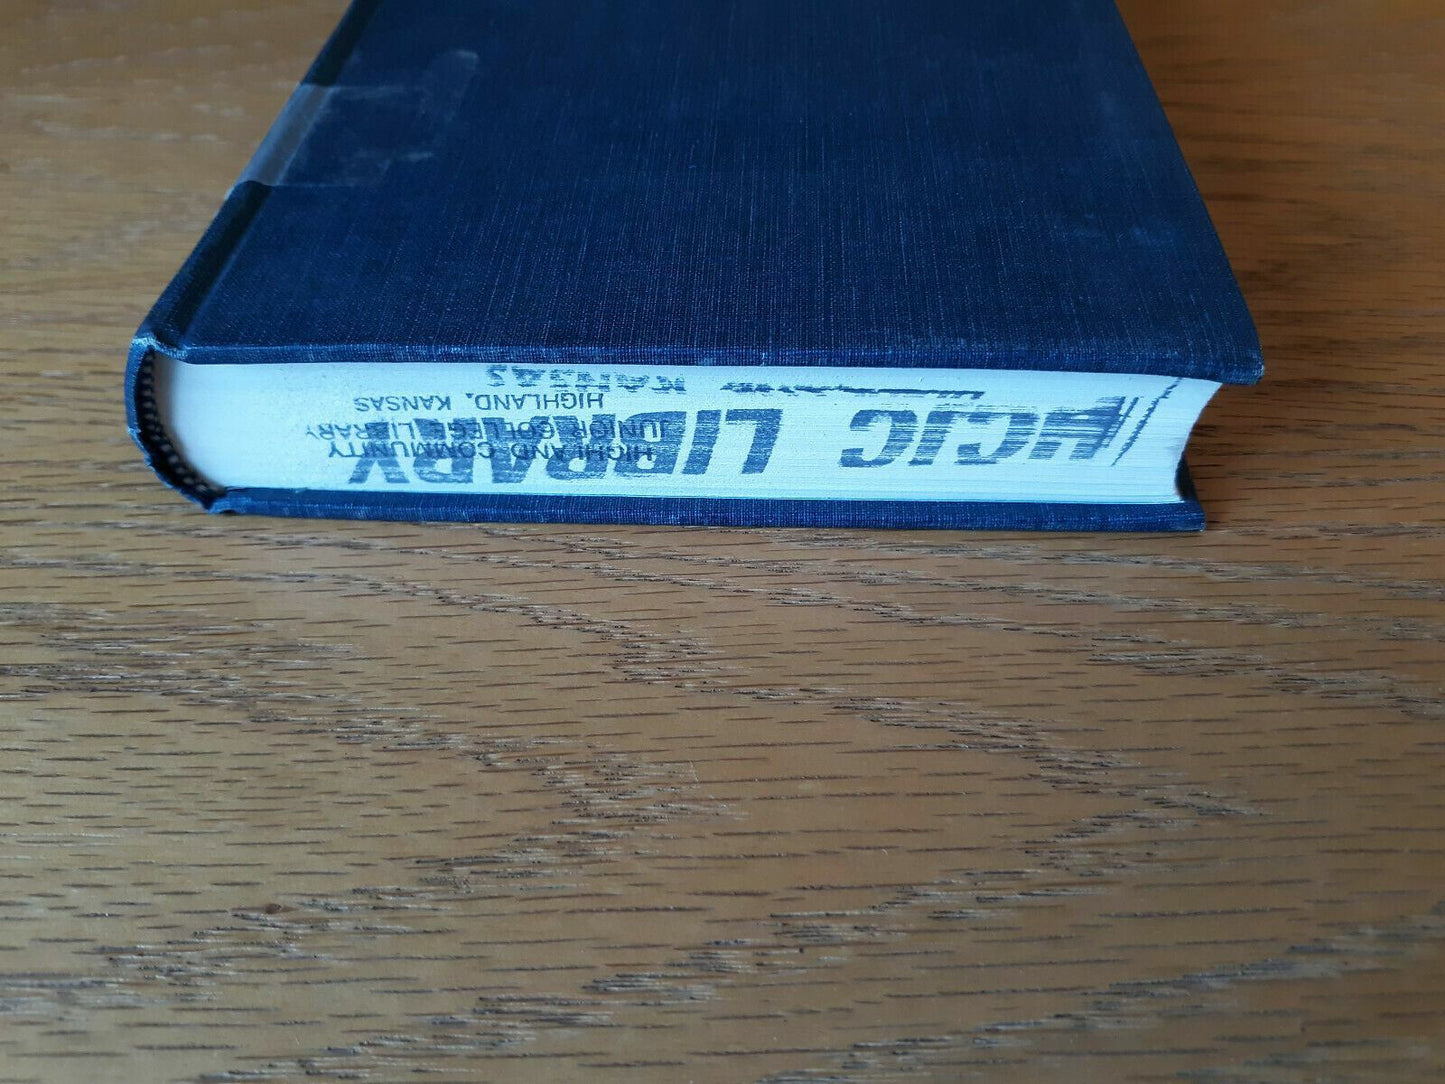 HIGHLAND COMMUNITY
JUNIOR COLLEGE LIBRARY
HIGHLAND, KANSAS
HCJC LIBRARY
KANSAS